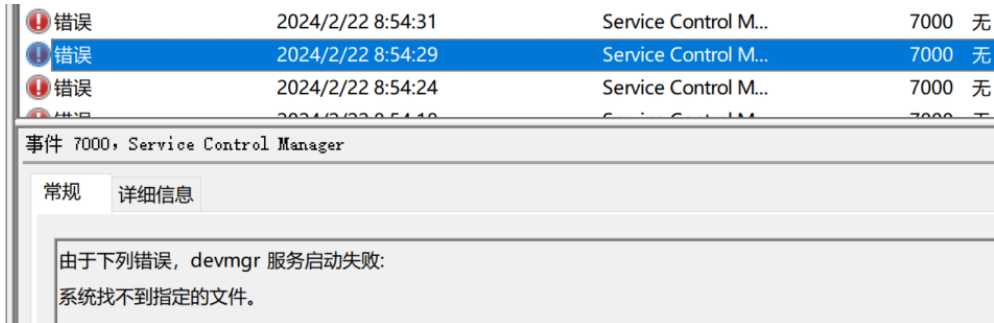 错误 2024/2/22 8:54:31 Service Control M... 7000 无
错误 2024/2/22 8:54:29 Service Control M... 7000 无
错误 2024/2/22 8:54:24 Service Control M... 7000 无
事件 7000，Service Control Manager
常规 详细信息
由于下列错误，devmgr 服务启动失败:
系统找不到指定的文件。